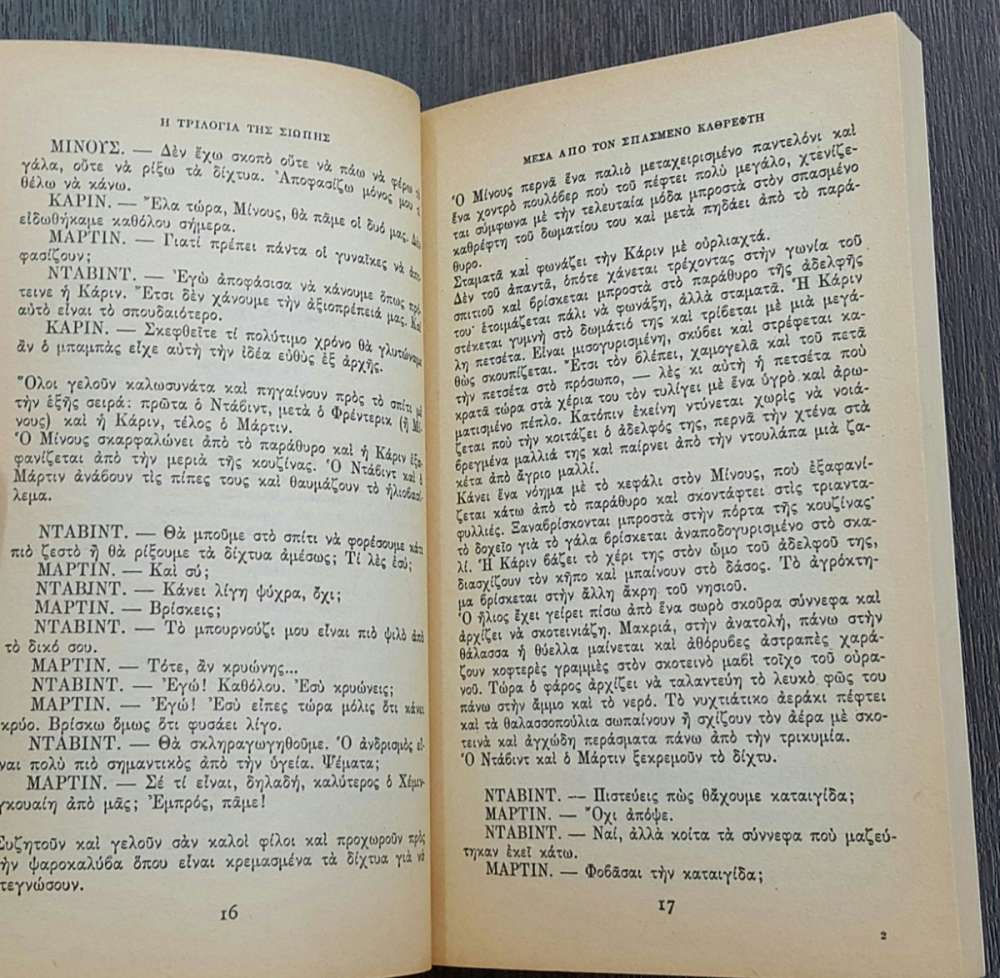 Η ΤΡΙΛΟΓΙΑ ΤΗΣ ΣΙΩΠΗΣ
ΜΙΝΟΥΣ. — Δὲν ἔχω σκοπὸ οὔτε νὰ πάω νὰ φέρω
γάλα, οὔτε νὰ ρίξω τὰ δίχτυα. Ἀποφασίζω μόνος μου
θέλω νὰ κάνω.
ΚΑΡΙΝ. — Ἔλα τώρα, Μίνους, θὰ πᾶμε οἱ δυό μας. Δὲν
εἰδωθήκαμε καθόλου σήμερα.
ΜΑΡΤΙΝ. — Γιατί πρέπει πάντα οἱ γυναῖκες νὰ ἀπο-
φασίζουν;
ΝΤΑΒΙΝΤ. — Ἐγὼ ἀποφάσισα νὰ κάνουμε ὅπως πρό-
τεινε ἡ Κάριν. Ἔτσι δὲν χάνουμε τὴν ἀξιοπρέπειά μας. Καὶ
αὐτὸ εἶναι τὸ σπουδαιότερο.
ΚΑΡΙΝ. — Σκεφθεῖτε τί πολύτιμο χρόνο θὰ γλυτώναμε
ἂν ὁ μπαμπὰς εἶχε αὐτὴ τὴν ἰδέα εὐθὺς ἐξ ἀρχῆς.
Ὅλοι γελοῦν καλωσυνάτα καὶ πηγαίνουν πρὸς τὸ σπίτι μὲ
τὴν ἑξῆς σειρά: πρῶτα ὁ Ντάβιντ, μετὰ ὁ Φρέντερικ (ἢ Μί-
νους) καὶ ἡ Κάριν, τέλος ὁ Μάρτιν.
Ὁ Μίνους σκαρφαλώνει ἀπὸ τὸ παράθυρο καὶ ἡ Κάριν ἐξα-
φανίζεται ἀπὸ τὴν μεριὰ τῆς κουζίνας. Ὁ Ντάβιντ καὶ ὁ
Μάρτιν ἀνάβουν τὶς πίπες τους καὶ θαυμάζουν τὸ ἡλιοβασί-
λεμα.
ΝΤΑΒΙΝΤ. — Θὰ μποῦμε στὸ σπίτι νὰ φορέσουμε κάτι
πιὸ ζεστὸ ἢ θὰ ρίξουμε τὰ δίχτυα ἀμέσως; Τί λὲς ἐσύ;
ΜΑΡΤΙΝ. — Καὶ σύ;
ΝΤΑΒΙΝΤ. — Κάνει λίγη ψύχρα, ὄχι;
ΜΑΡΤΙΝ. — Βρίσκεις;
ΝΤΑΒΙΝΤ. — Τὸ μπουρνούζι μου εἶναι πιὸ ψιλὸ ἀπὸ
τὸ δικό σου.
ΜΑΡΤΙΝ. — Τότε, ἂν κρυώνης...
ΝΤΑΒΙΝΤ. — Ἐγώ! Καθόλου. Ἐσὺ κρυώνεις;
ΜΑΡΤΙΝ. — Ἐγώ! Ἐσὺ εἶπες τώρα μόλις ὅτι κάνει
κρύο. Βρίσκω ὅμως ὅτι φυσάει λίγο.
ΝΤΑΒΙΝΤ. — Θὰ σκληραγωγηθοῦμε. Ὁ ἀνδρισμὸς εἶ-
ναι πολὺ πιὸ σημαντικὸς ἀπὸ τὴν ὑγεία. Ψέματα;
ΜΑΡΤΙΝ. — Σὲ τί εἶναι, δηλαδή, καλύτερος ὁ Χέμιν-
γκουαίη ἀπὸ μᾶς; Ἐμπρός, πᾶμε!
Συζητοῦν καὶ γελοῦν σὰν καλοὶ φίλοι καὶ προχωροῦν πρὸς
τὴν ψαροκαλύβα ὅπου εἶναι κρεμασμένα τὰ δίχτυα γιὰ νὰ
στεγνώσουν.
16
ΜΕΣΑ ΑΠΟ ΤΟΝ ΣΠΑΣΜΕΝΟ ΚΑΘΡΕΦΤΗ
Ὁ Μίνους περνᾶ ἕνα παλιὸ μεταχειρισμένο παντελόνι καὶ
ἕνα χοντρὸ πουλόβερ ποὺ τοῦ πέφτει πολὺ μεγάλο, χτενίζε-
ται σύμφωνα μὲ τὴν τελευταία μόδα μπροστὰ στὸν σπασμένο
καθρέφτη τοῦ δωματίου του καὶ μετὰ πηδάει ἀπὸ τὸ παρά-
θυρο.
Σταματᾶ καὶ φωνάζει τὴν Κάριν μὲ οὐρλιαχτά.
Δὲν τοῦ ἀπαντᾶ, ὁπότε χάνεται τρέχοντας στὴν γωνία τοῦ
σπιτιοῦ καὶ βρίσκεται μπροστὰ στὸ παράθυρο τῆς ἀδελφῆς
του· ἑτοιμάζεται πάλι νὰ φωνάξη, ἀλλὰ σταματᾶ. Ἡ Κάριν
στέκεται γυμνὴ στὸ δωμάτιό της καὶ τρίβεται μὲ μιὰ μεγά-
λη πετσέτα. Εἶναι μισογυρισμένη, σκύβει καὶ στρέφεται κα-
θὼς σκουπίζεται. Ἔτσι τὸν βλέπει, χαμογελᾶ καὶ τοῦ πετᾶ
τὴν πετσέτα στὸ πρόσωπο, — λὲς κι αὐτὴ ἡ πετσέτα ποὺ
κρατᾶ τώρα στὰ χέρια του τὸν τυλίγει μὲ ἕνα ὑγρὸ καὶ ἀρω-
ματισμένο πέπλο. Κατόπιν ἐκείνη ντύνεται χωρὶς νὰ νοιά-
ζεται ποὺ τὴν κοιτάζει ὁ ἀδελφός της, περνᾶ τὴν χτένα στὰ
βρεγμένα μαλλιά της καὶ παίρνει ἀπὸ τὴν ντουλάπα μιὰ ζα-
κέτα ἀπὸ ἄγριο μαλλί.
Κάνει ἕνα νόημα μὲ τὸ κεφάλι στὸν Μίνους, ποὺ ἐξαφανί-
ζεται κάτω ἀπὸ τὸ παράθυρο καὶ σκοντάφτει στὶς τριαντα-
φυλλιές. Ξαναβρίσκονται μπροστὰ στὴν πόρτα τῆς κουζίνας·
τὸ δοχεῖο γιὰ τὸ γάλα βρίσκεται ἀναποδογυρισμένο στὸ σκα-
λί. Ἡ Κάριν βάζει τὸ χέρι της στὸν ὦμο τοῦ ἀδελφοῦ της,
διασχίζουν τὸν κῆπο καὶ μπαίνουν στὸ δάσος. Τὸ ἀγρόκτη-
μα βρίσκεται στὴν ἄλλη ἄκρη τοῦ νησιοῦ.
Ὁ ἥλιος ἔχει γείρει πίσω ἀπὸ ἕνα σωρὸ σκοῦρα σύννεφα καὶ
ἀρχίζει νὰ σκοτεινιάζη. Μακριά, στὴν ἀνατολή, πάνω στὴν
θάλασσα ἡ θύελλα μαίνεται καὶ ἀθόρυβες ἀστραπὲς χαρά-
ζουν κοφτερὲς γραμμὲς στὸν σκοτεινὸ μαβὶ τοῖχο τοῦ οὐρα-
νοῦ. Τώρα ὁ φάρος ἀρχίζει νὰ ταλαντεύη τὸ λευκὸ φῶς του
πάνω στὴν ἄμμο καὶ τὸ νερό. Τὸ νυχτιάτικο ἀεράκι πέφτει
καὶ τὰ θαλασσοπούλια σωπαίνουν ἢ σχίζουν τὸν ἀέρα μὲ σκο-
τεινὰ καὶ ἀγχώδη περάσματα πάνω ἀπὸ τὴν τρικυμία.
Ὁ Ντάβιντ καὶ ὁ Μάρτιν ξεκρεμοῦν τὸ δίχτυ.
ΝΤΑΒΙΝΤ. — Πιστεύεις πὼς θἄχουμε καταιγίδα;
ΜΑΡΤΙΝ. — Ὄχι ἀπόψε.
ΝΤΑΒΙΝΤ. — Ναί, ἀλλὰ κοίτα τὰ σύννεφα ποὺ μαζεύ-
τηκαν ἐκεῖ κάτω.
ΜΑΡΤΙΝ. — Φοβᾶσαι τὴν καταιγίδα;
17
2